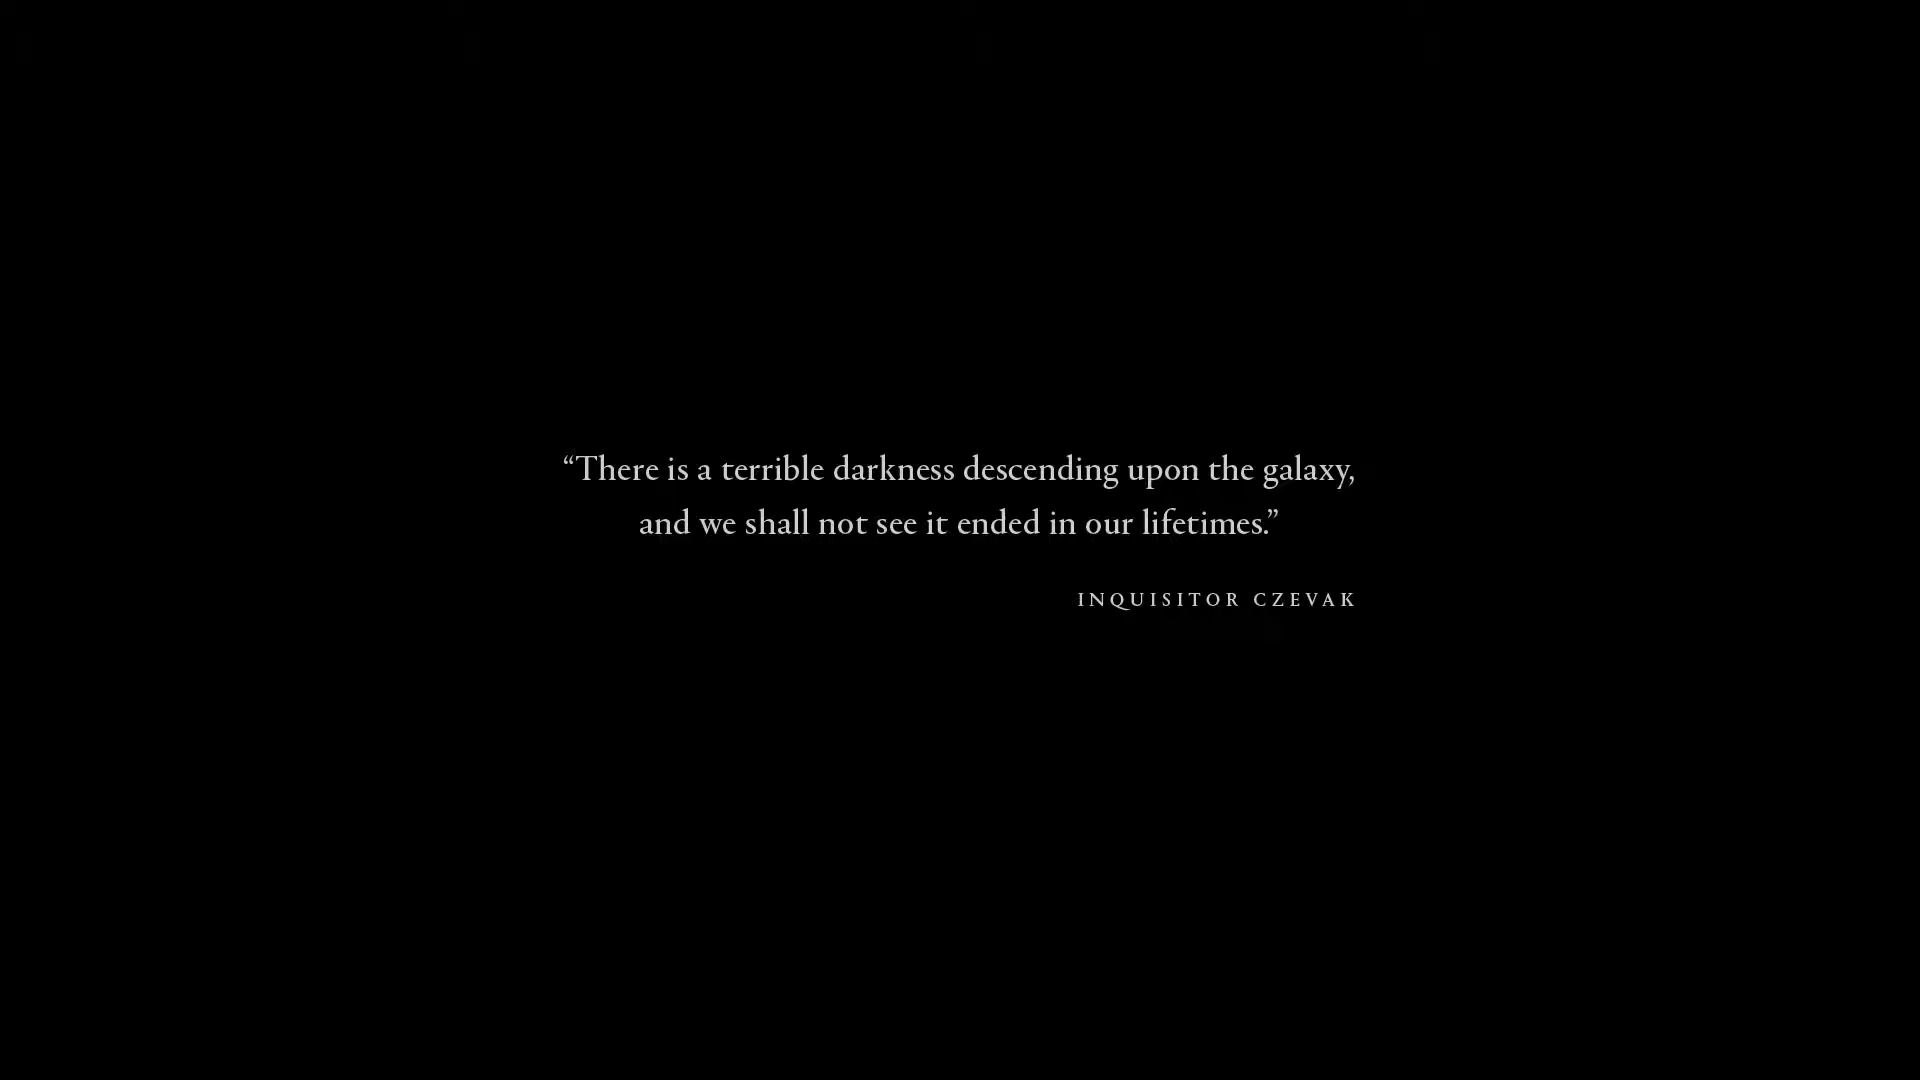 “There is a terrible darkness descending upon the galaxy,
and we shall not see it ended in our lifetimes.”
INQUISITOR CZEVAK